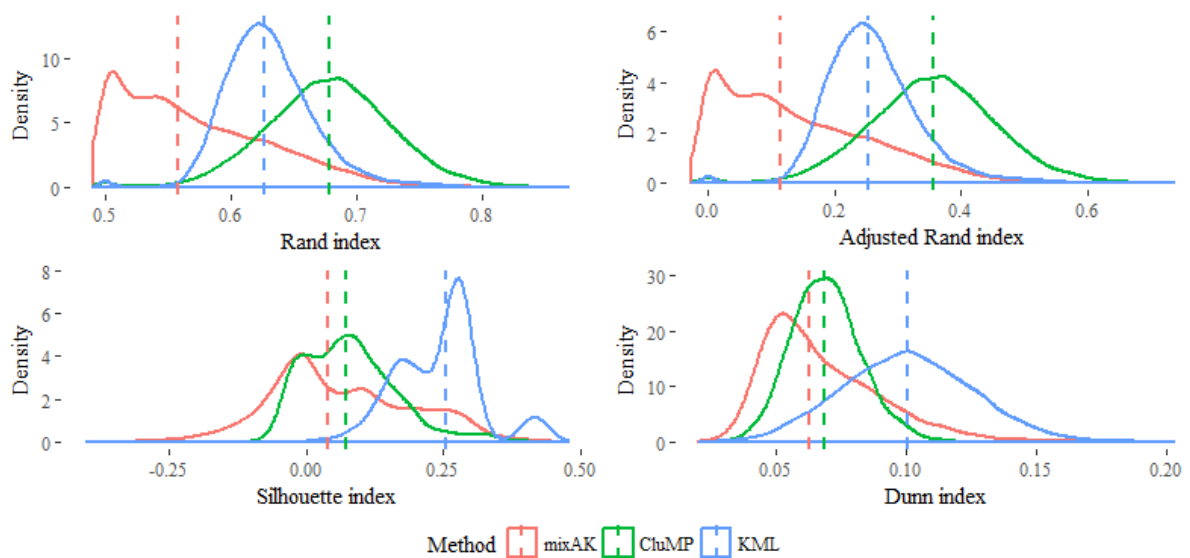 Density
10
5
0
0.5 0.6 0.7 0.8
Rand index
Density
6
4
2
0
0.0 0.2 0.4 0.6
Adjusted Rand index
Density
8
6
4
2
0
-0.25 0.00 0.25 0.50
Silhouette index
Density
30
20
10
0
0.05 0.10 0.15 0.20
Dunn index
Method mixAK CluMP KML